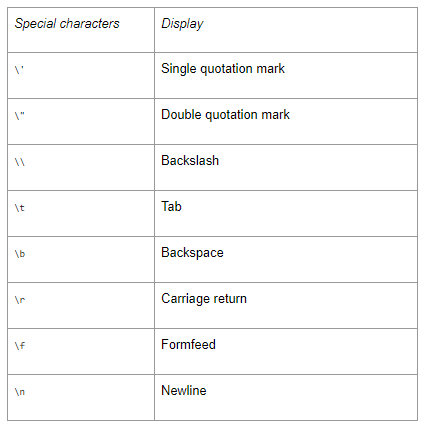 Special characters Display
\' Single quotation mark
\" Double quotation mark
\\ Backslash
\t Tab
\b Backspace
\r Carriage return
\f Formfeed
\n Newline